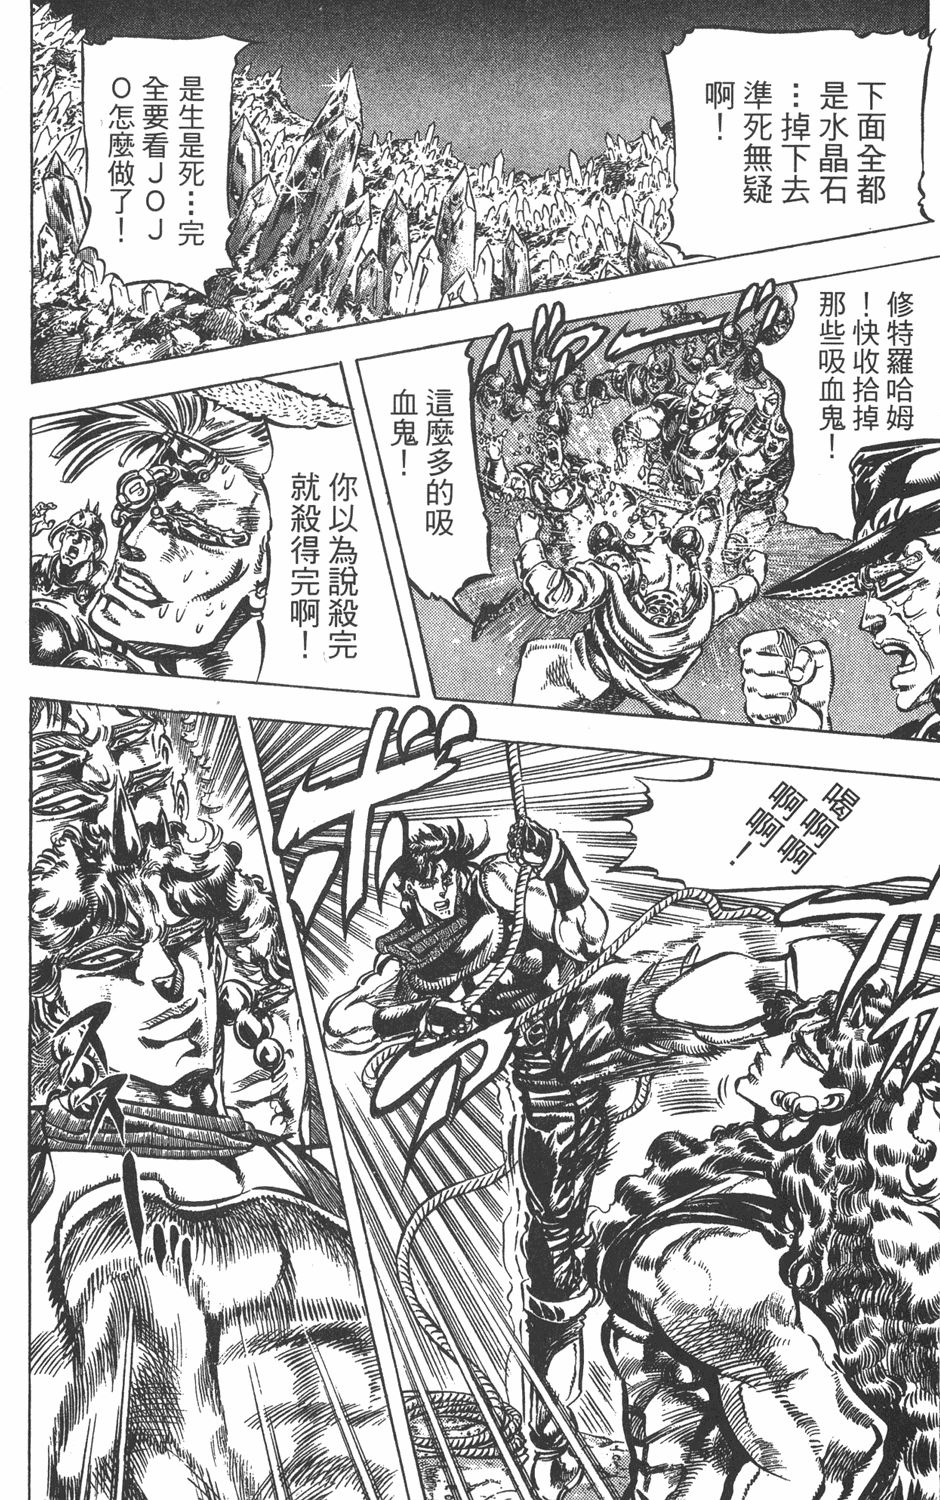 下面全都
是水晶石
…掉下去
準死無疑
啊！
是生是死…完
全要看ＪＯＪ
Ｏ怎麼做了！
修特羅哈姆
！快收拾掉
那些吸血鬼！
這麼多的吸
血鬼！
你以為說殺完
就殺得完啊！
喝啊啊
啊啊啊
！